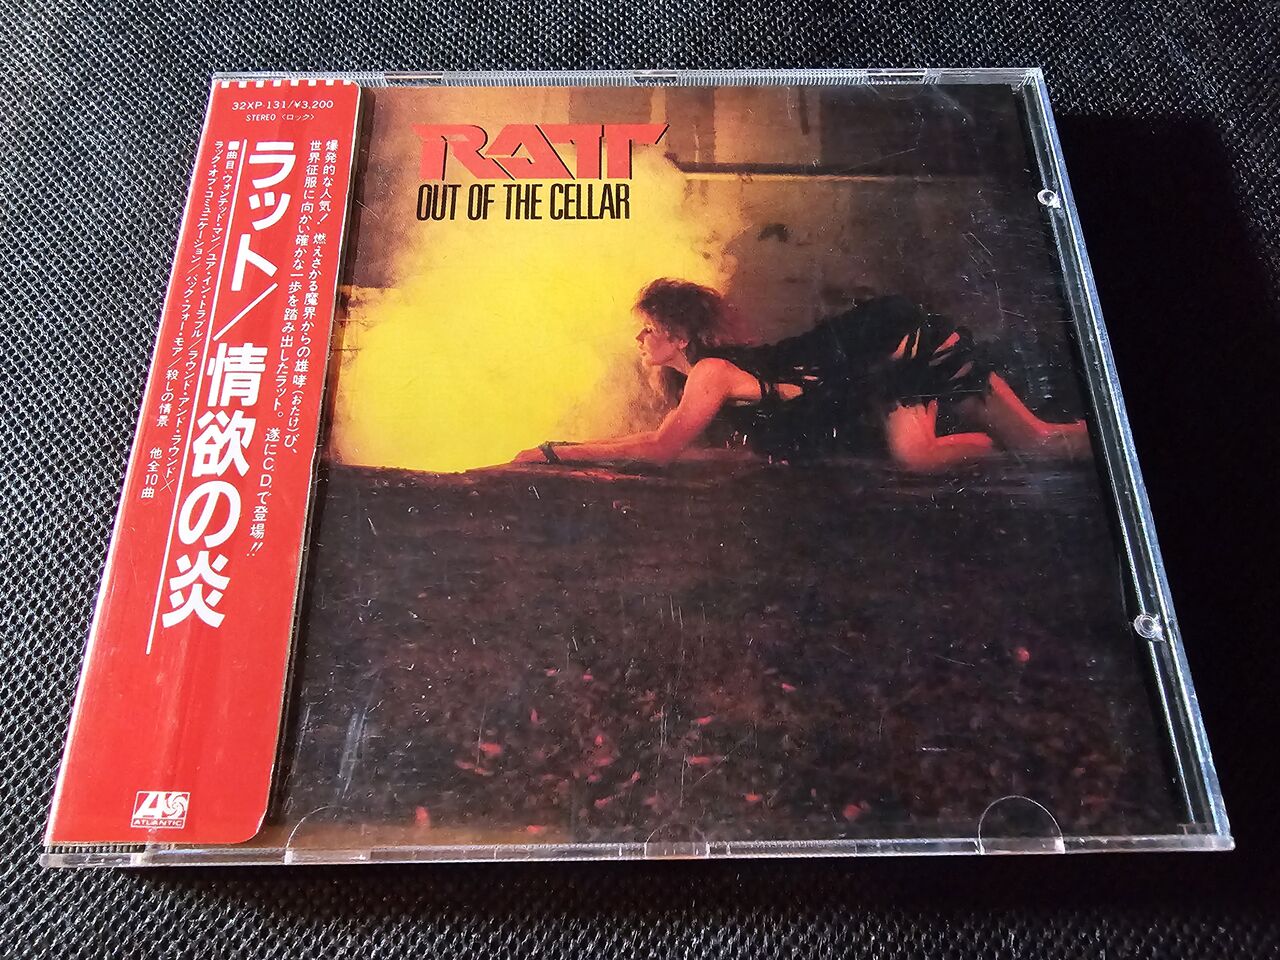 32XP-131/¥3,200
STEREO〈ロック〉
爆発的な人気! 燃えさかる魔界からの雄哮(おたけ)び、
世界征服に向かい確かな一歩を踏み出したラット。 遂にC.D.で登場!!
ラット/情欲の炎
■曲目・ウォンテッド・マン/ユア・イン・トラブル/ラウンド・アンド・ラウンド/
ラック・オブ・コミュニケーション/バック・フォー・モア/殺しの情景 他全10曲
ATLANTIC
RATT
OUT OF THE CELLAR